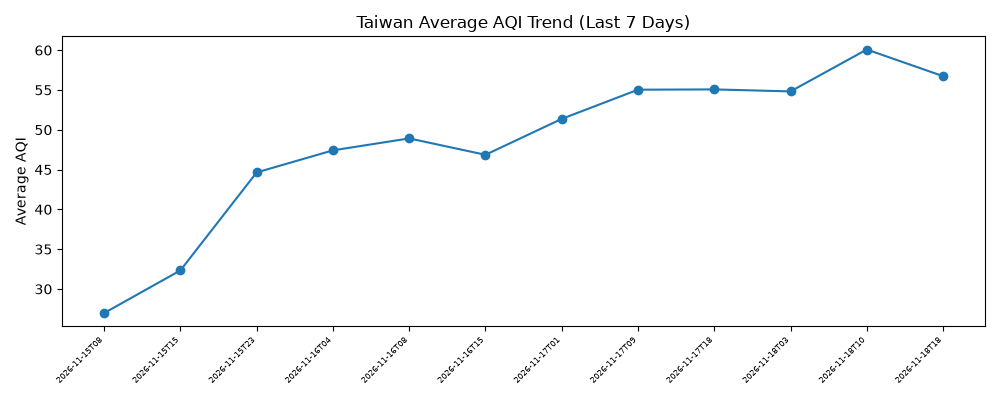 Taiwan Average AQI Trend (Last 7 Days)
Average AQI
60
55
50
45
40
35
30
2026-11-15T08
2026-11-15T15
2026-11-15T23
2026-11-16T04
2026-11-16T08
2026-11-16T15
2026-11-17T01
2026-11-17T09
2026-11-17T18
2026-11-18T03
2026-11-18T10
2026-11-18T18